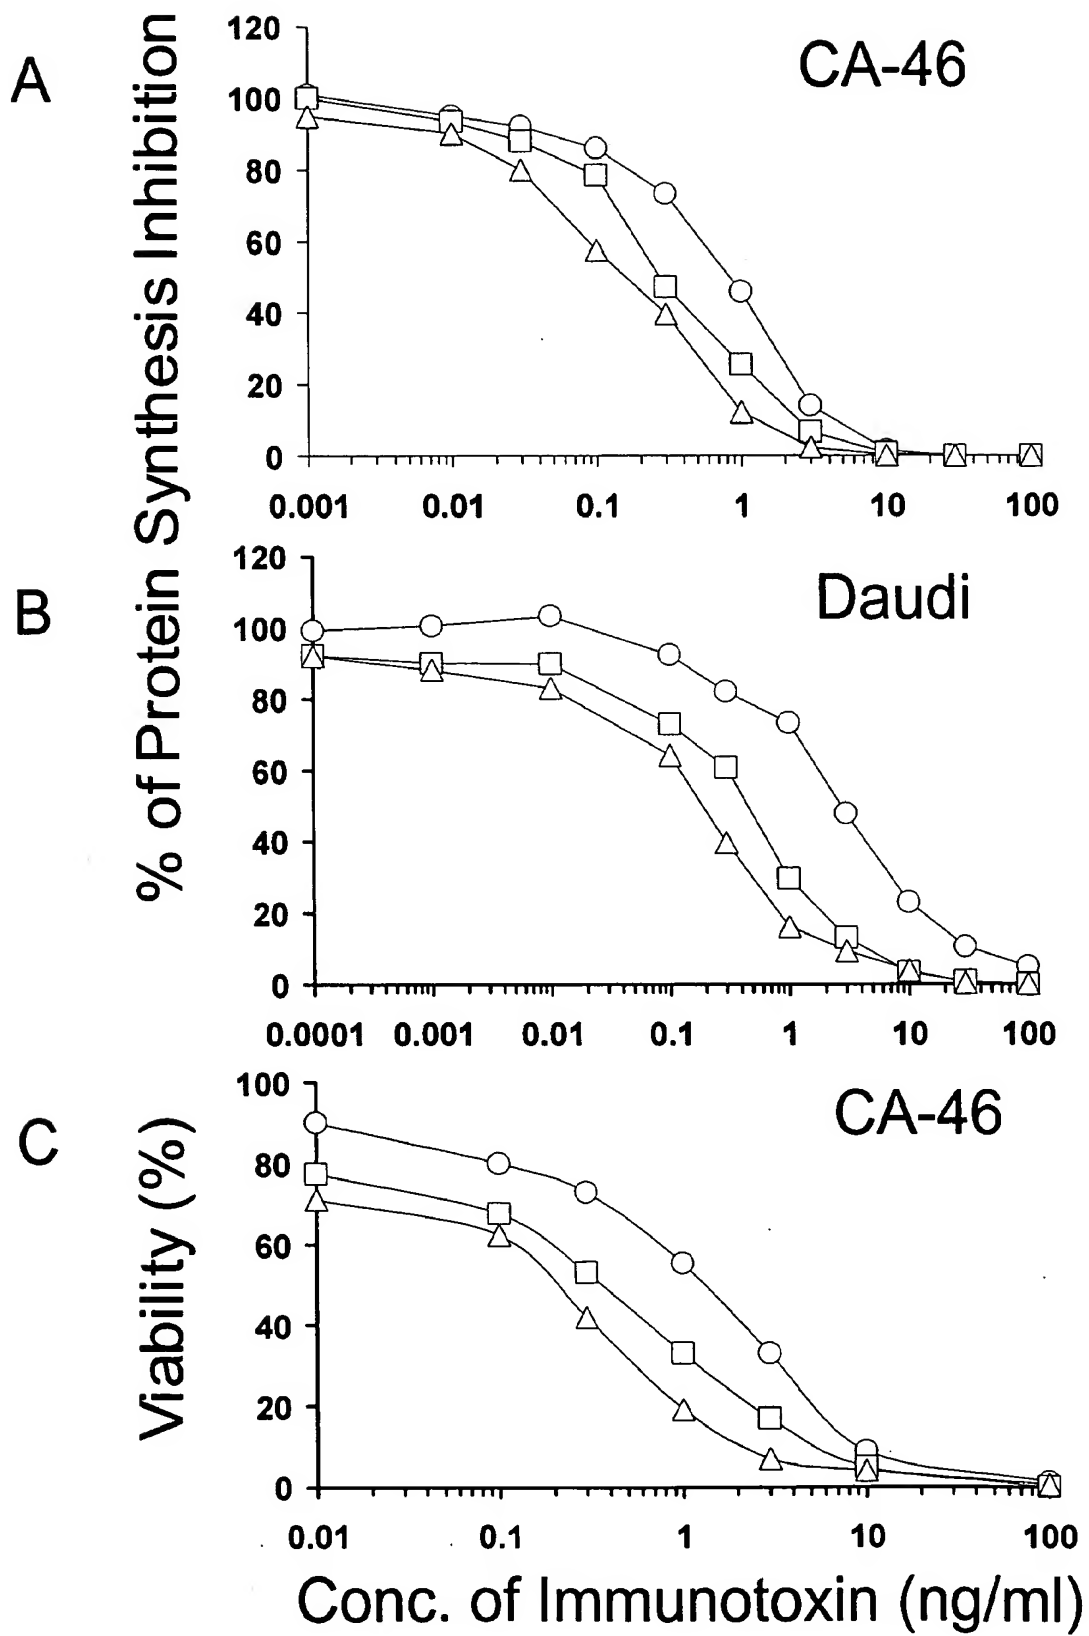 A
CA-46
% of Protein Synthesis Inhibition
120
100
80
60
40
20
0
0.001 0.01 0.1 1 10 100
B
Daudi
120
100
80
60
40
20
0
0.0001 0.001 0.01 0.1 1 10 100
C
CA-46
Viability (%)
100
80
60
40
20
0
0.01 0.1 1 10 100
Conc. of Immunotoxin (ng/ml)